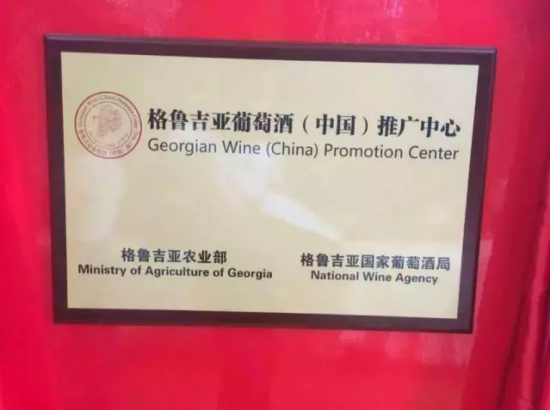 格鲁吉亚葡萄酒（中国）推广中心
Georgian Wine (China) Promotion Center
格鲁吉亚农业部
Ministry of Agriculture of Georgia
格鲁吉亚国家葡萄酒局
National Wine Agency